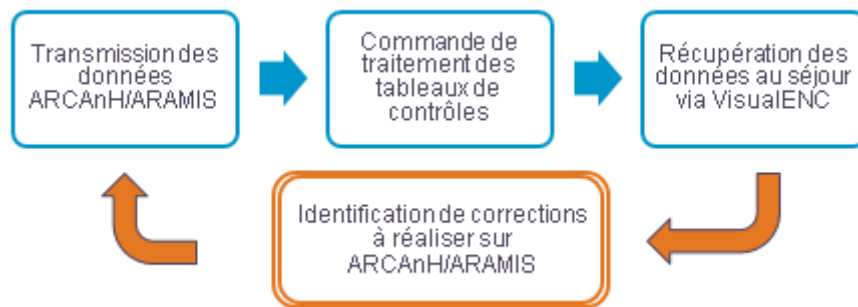 Transmission des
données
ARCAnH/ARAMIS
Commande de
traitement des
tableaux de
contrôles
Récupération des
données au séjour
via VisualENC
Identification de corrections
à réaliser sur
ARCAnH/ARAMIS